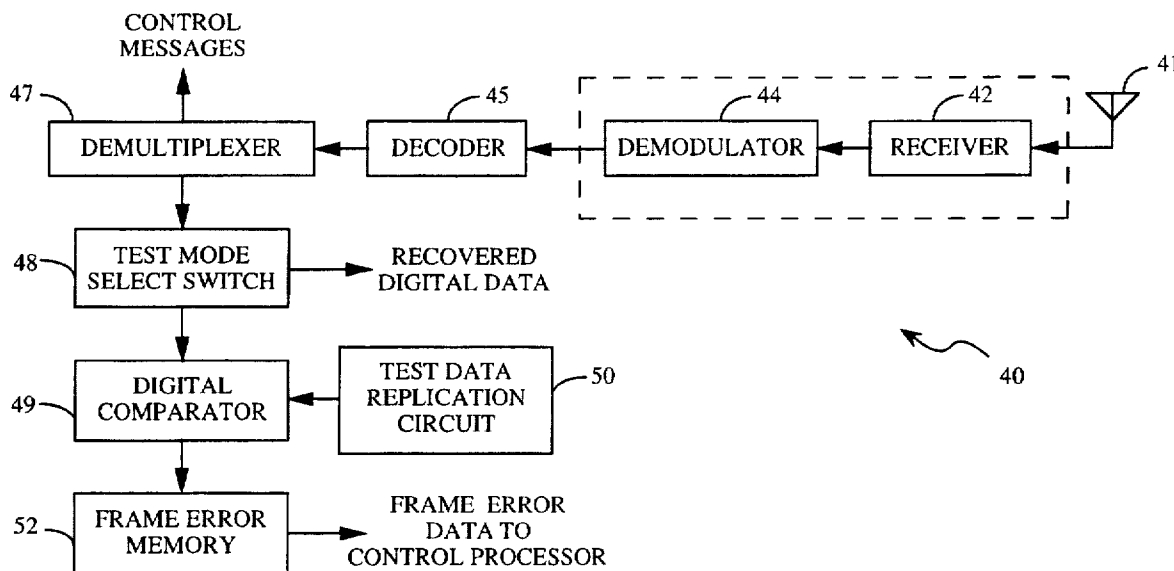 CONTROL
MESSAGES
47
45
44
42
41
DEMULTIPLEXER
DECODER
DEMODULATOR
RECEIVER
48
TEST MODE
SELECT SWITCH
RECOVERED
DIGITAL DATA
49
DIGITAL
COMPARATOR
TEST DATA
REPLICATION
CIRCUIT
50
40
52
FRAME ERROR
MEMORY
FRAME ERROR
DATA TO
CONTROL PROCESSOR